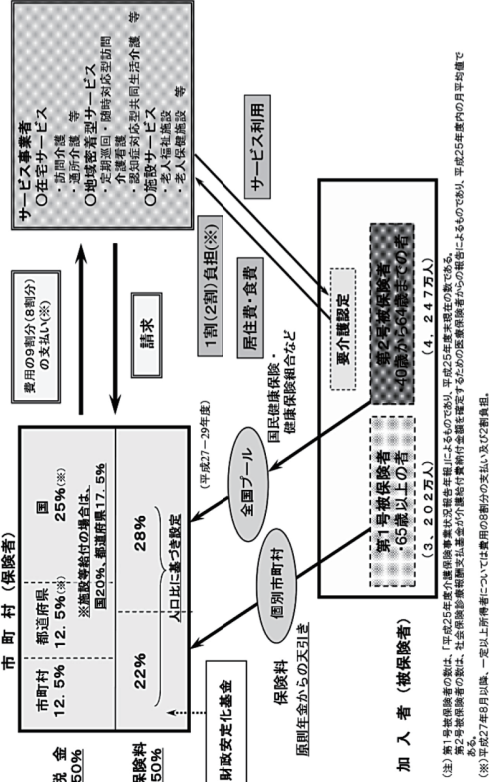 市 町 村 (保険者)
税 金
50%
市町村
12. 5%
都道府県
12. 5%(※)
国
25%(※)
※施設等給付の場合は、
国20%、都道府県17. 5%
保険料
50%
22%
28%
人口比に基づき設定
財政安定化基金
(平成27-29年度)
費用の9割分(8割分)
の支払い(※)
請求
サービス事業者
○在宅サービス
・訪問介護
・通所介護 等
○地域密着型サービス
・定期巡回・随時対応型訪問
介護看護
・認知症対応型共同生活介護 等
○施設サービス
・老人福祉施設
・老人保健施設 等
1割(2割)負担(※)
居住費・食費
サービス利用
保険料
原則年金からの天引き
個別市町村
全国プール
国民健康保険・
健康保険組合など
要介護認定
加 入 者 (被保険者)
第1号被保険者
・65歳以上の者
(3, 202万人)
第2号被保険者
・40歳から64歳までの者
(4, 247万人)
(注) 第1号被保険者の数は、「平成25年度介護保険事業状況報告年報」によるものであり、平成25年度末現在の数である。
第2号被保険者の数は、社会保険診療報酬支払基金が介護給付費納付金額を確定するための医療保険者からの報告によるものであり、平成25年度内の月平均値で
ある。
(※) 平成27年8月以降、一定以上所得者については費用の8割分の支払い及び2割負担。